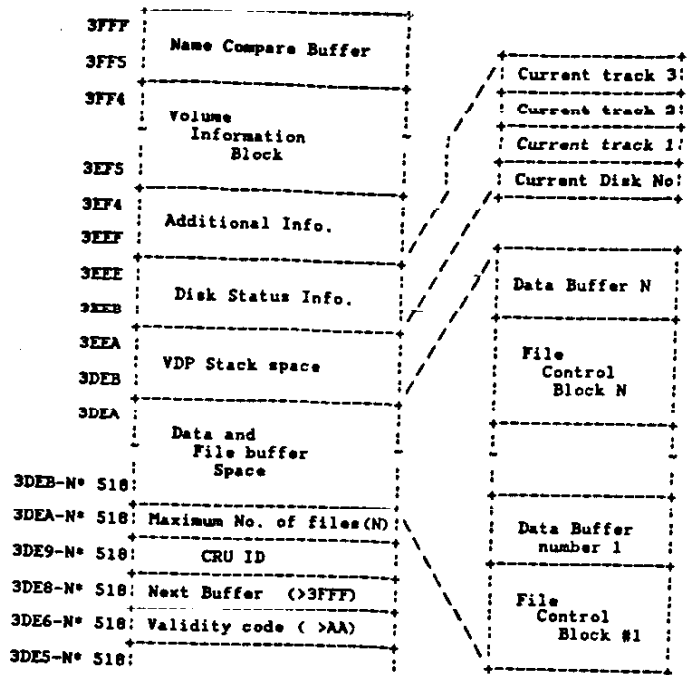 3FFF
Name Compare Buffer
3FF5
3FF4
Volume
Information
Block
3EF5
3EF4
Additional Info.
3EEF
3EEE
Disk Status Info.
3EEB
3EEA
VDP Stack space
3DEB
3DEA
Data and
File buffer
Space
3DEB-N* 518
3DEA-N* 518 Maximum No. of files(N)
3DE9-N* 518 CRU ID
3DE8-N* 518 Next Buffer (>3FFF)
3DE6-N* 518 Validity code ( >AA)
3DE5-N* 518
Current track 3
Current track 2
Current track 1
Current Disk No
Data Buffer N
File
Control
Block N
Data Buffer
number 1
File
Control
Block #1